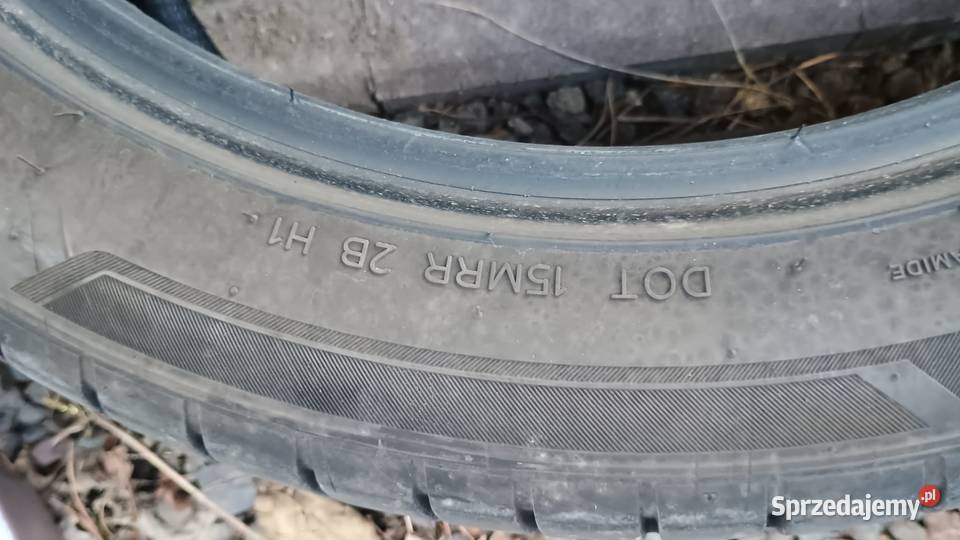 DOT 15MRR 2B H1
AMIDE
Sprzedajemy.pl